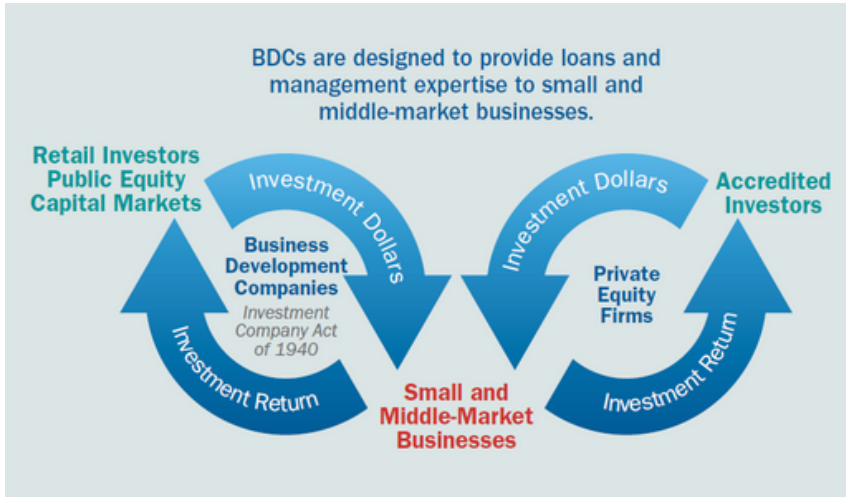 BDCs are designed to provide loans and
management expertise to small and
middle-market businesses.
Retail Investors
Public Equity
Capital Markets
Investment Dollars
Business
Development
Companies
Investment
Company Act
of 1940
Investment Return
Small and
Middle-Market
Businesses
Investment Dollars
Private
Equity
Firms
Investment Return
Accredited
Investors